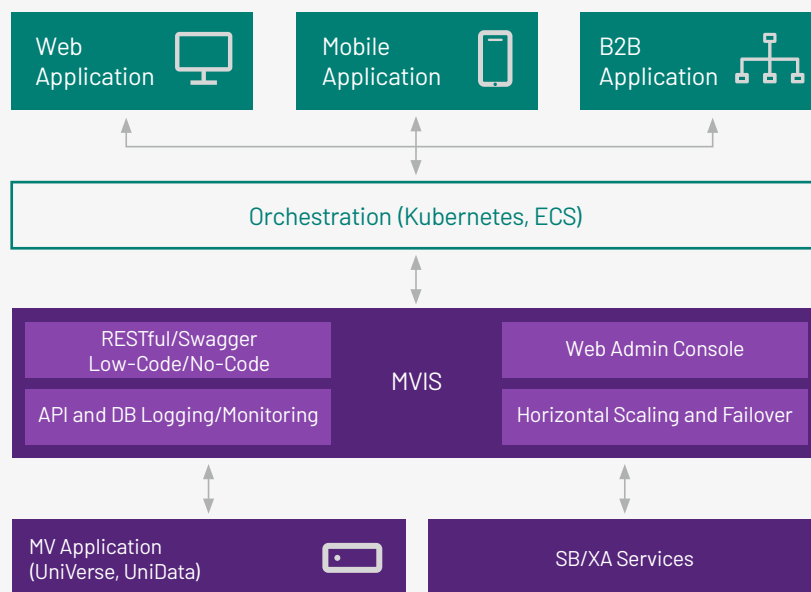 Web
Application
Mobile
Application
B2B
Application
Orchestration (Kubernetes, ECS)
RESTful/Swagger
Low-Code/No-Code
API and DB Logging/Monitoring
MVIS
Web Admin Console
Horizontal Scaling and Failover
MV Application
(UniVerse, UniData)
SB/XA Services